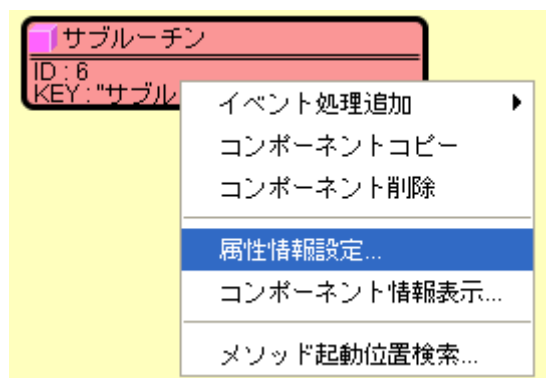 サブルーチン
ID : 6
KEY : "サブル
イベント処理追加
コンポーネントコピー
コンポーネント削除
属性情報設定...
コンポーネント情報表示...
メソッド起動位置検索...